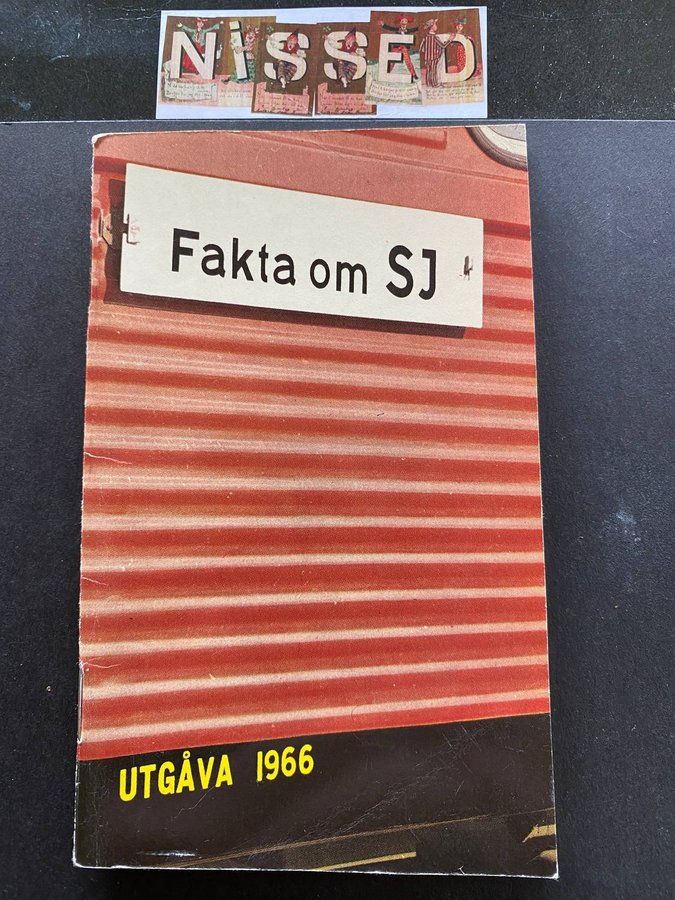 NiSSED
Fakta om SJ
UTGÅVA 1966